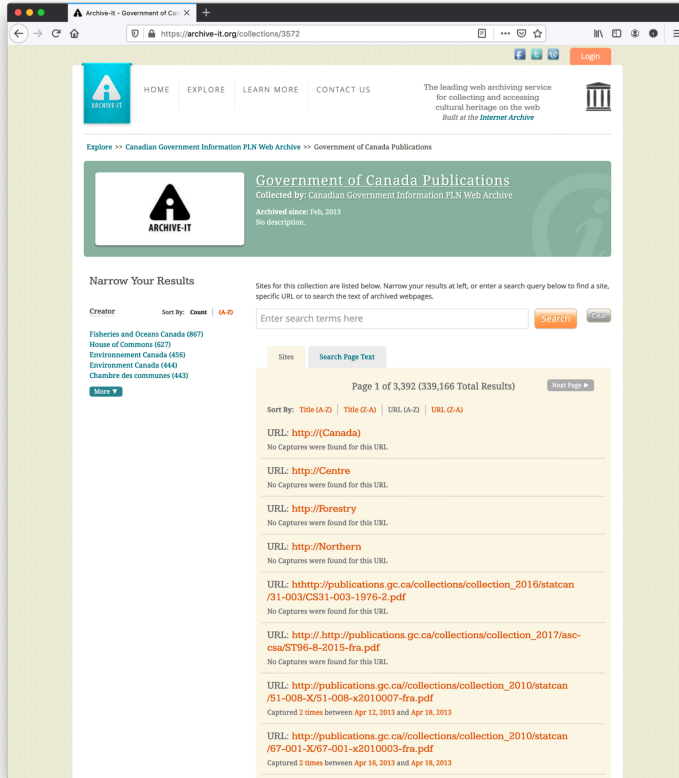 Archive-It - Government of Can
https://archive-it.org/collections/3572
Login
ARCHIVE-IT
HOME EXPLORE LEARN MORE CONTACT US
The leading web archiving service
for collecting and accessing
cultural heritage on the web
Built at the Internet Archive
Explore >> Canadian Government Information PLN Web Archive >> Government of Canada Publications
ARCHIVE-IT
Government of Canada Publications
Collected by: Canadian Government Information PLN Web Archive
Archived since: Feb, 2013
No description.
Narrow Your Results
Creator Sort By: Count (A-Z)
Fisheries and Oceans Canada (867)
House of Commons (627)
Environnement Canada (456)
Environment Canada (444)
Chambre des communes (443)
More ▼
Sites for this collection are listed below. Narrow your results at left, or enter a search query below to find a site,
specific URL or to search the text of archived webpages.
Enter search terms here
Search
Clear
Sites Search Page Text
Page 1 of 3,392 (339,166 Total Results) Next Page ►
Sort By: Title (A-Z) Title (Z-A) URL (A-Z) URL (Z-A)
URL: http://(Canada)
No Captures were found for this URL
URL: http://Centre
No Captures were found for this URL
URL: http://Forestry
No Captures were found for this URL
URL: http://Northern
No Captures were found for this URL
URL: hthttp://publications.gc.ca/collections/collection_2016/statcan
/31-003/CS31-003-1976-2.pdf
No Captures were found for this URL
URL: http://.http://publications.gc.ca/collections/collection_2017/asc-
csa/ST96-8-2015-fra.pdf
No Captures were found for this URL
URL: http://publications.gc.ca//collections/collection_2010/statcan
/51-008-X/51-008-x2010007-fra.pdf
Captured 2 times between Apr 12, 2013 and Apr 18, 2013
URL: http://publications.gc.ca//collections/collection_2010/statcan
/67-001-X/67-001-x2010003-fra.pdf
Captured 2 times between Apr 16, 2013 and Apr 18, 2013